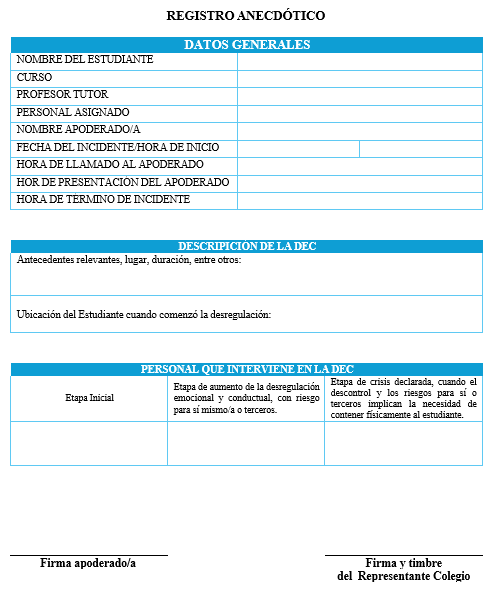 REGISTRO ANECDÓTICO
DATOS GENERALES
NOMBRE DEL ESTUDIANTE
CURSO
PROFESOR TUTOR
PERSONAL ASIGNADO
NOMBRE APODERADO/A
FECHA DEL INCIDENTE/HORA DE INICIO
HORA DE LLAMADO AL APODERADO
HOR DE PRESENTACIÓN DEL APODERADO
HORA DE TÉRMINO DE INCIDENTE
DESCRIPICIÓN DE LA DEC
Antecedentes relevantes, lugar, duración, entre otros:
Ubicación del Estudiante cuando comenzó la desregulación:
PERSONAL QUE INTERVIENE EN LA DEC
Etapa Inicial
Etapa de aumento de la desregulación
emocional y conductual, con riesgo
para sí mismo/a o terceros.
Etapa de crisis declarada, cuando el
descontrol y los riesgos para sí o
terceros implican la necesidad de
contener físicamente al estudiante.
Firma apoderado/a
Firma y timbre
del Representante Colegio